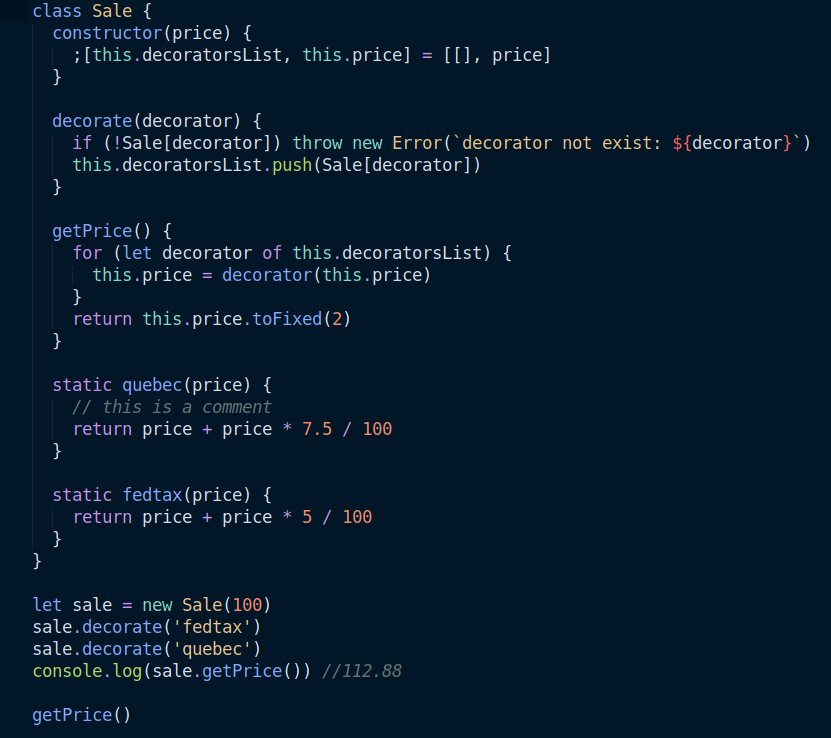 class Sale {
  constructor(price) {
    ;[this.decoratorsList, this.price] = [[], price]
  }

  decorate(decorator) {
    if (!Sale[decorator]) throw new Error(`decorator not exist: ${decorator}`)
    this.decoratorsList.push(Sale[decorator])
  }

  getPrice() {
    for (let decorator of this.decoratorsList) {
      this.price = decorator(this.price)
    }
    return this.price.toFixed(2)
  }

  static quebec(price) {
    // this is a comment
    return price + price * 7.5 / 100
  }

  static fedtax(price) {
    return price + price * 5 / 100
  }
}

let sale = new Sale(100)
sale.decorate('fedtax')
sale.decorate('quebec')
console.log(sale.getPrice()) //112.88

getPrice()